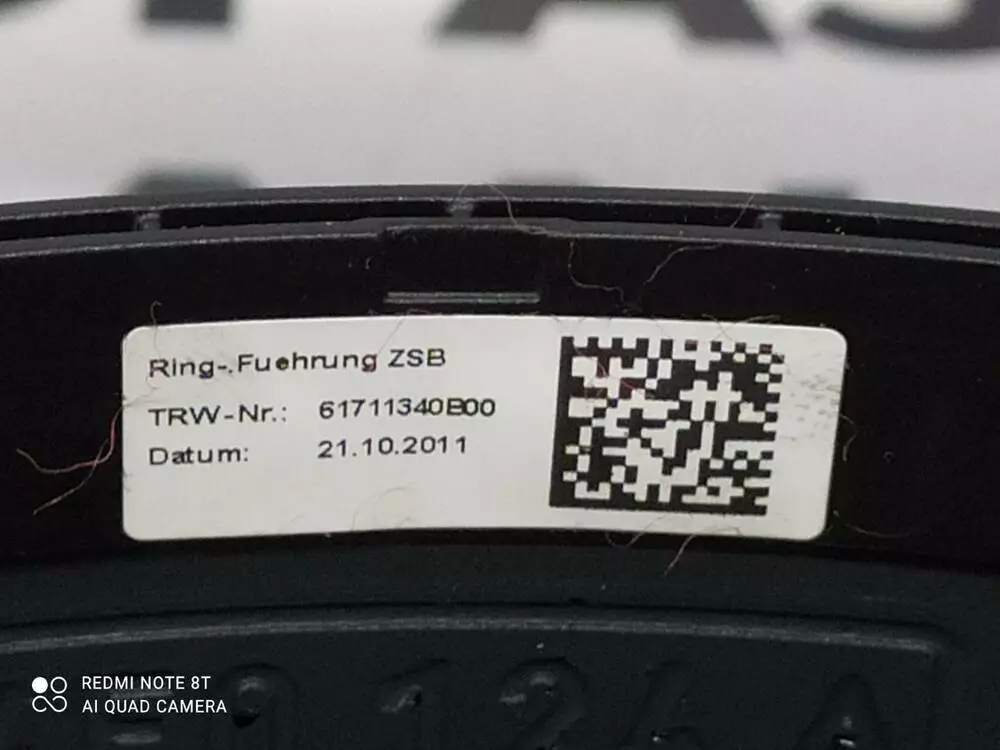 Ring-.Fuehrung ZSB
TRW-Nr.: 61711340B00
Datum: 21.10.2011
REDMI NOTE 8T
AI QUAD CAMERA